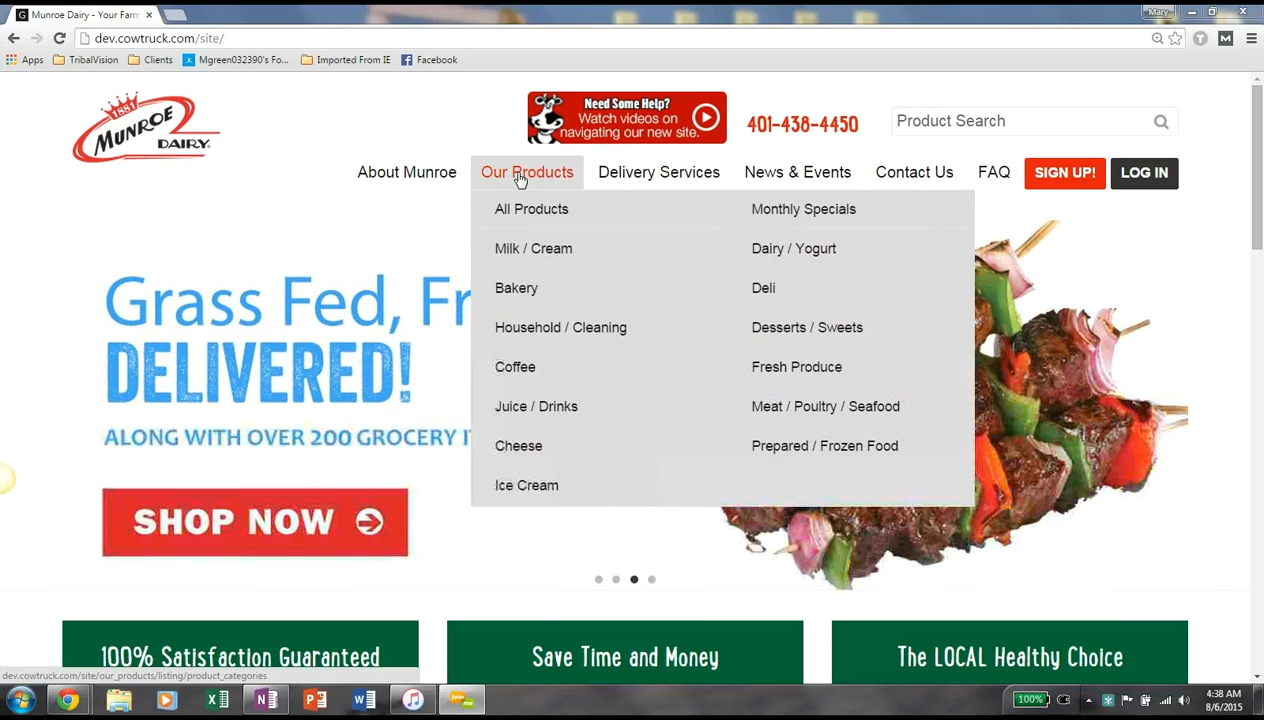 Munroe Dairy - Your Farm
Mary
dev.cowtruck.com/site/
Apps
TribalVision
Clients
Mgreen032390's Fo...
Imported From IE
Facebook
1881
MUNROE
DAIRY
Need Some Help?
Watch videos on
navigating our new site.
401-438-4450
Product Search
About Munroe
Our Products
Delivery Services
News & Events
Contact Us
FAQ
SIGN UP!
LOG IN
All Products
Monthly Specials
Milk / Cream
Dairy / Yogurt
Bakery
Deli
Household / Cleaning
Desserts / Sweets
Coffee
Fresh Produce
Juice / Drinks
Meat / Poultry / Seafood
Cheese
Prepared / Frozen Food
Ice Cream
Grass Fed, Fr
DELIVERED!
ALONG WITH OVER 200 GROCERY IT
SHOP NOW
100% Satisfaction Guaranteed
Save Time and Money
The LOCAL Healthy Choice
dev.cowtruck.com/site/our_products/listing/product_categories
100%
4:38 AM
8/6/2015